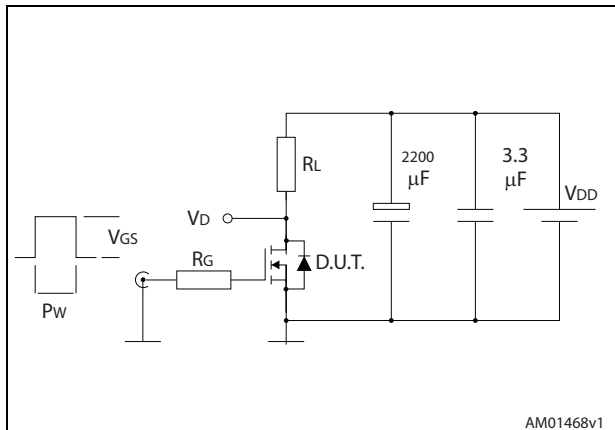 2200
μF
3.3
μF
RL
VDD
VD
VGS
RG
D.U.T.
PW
AM01468v1